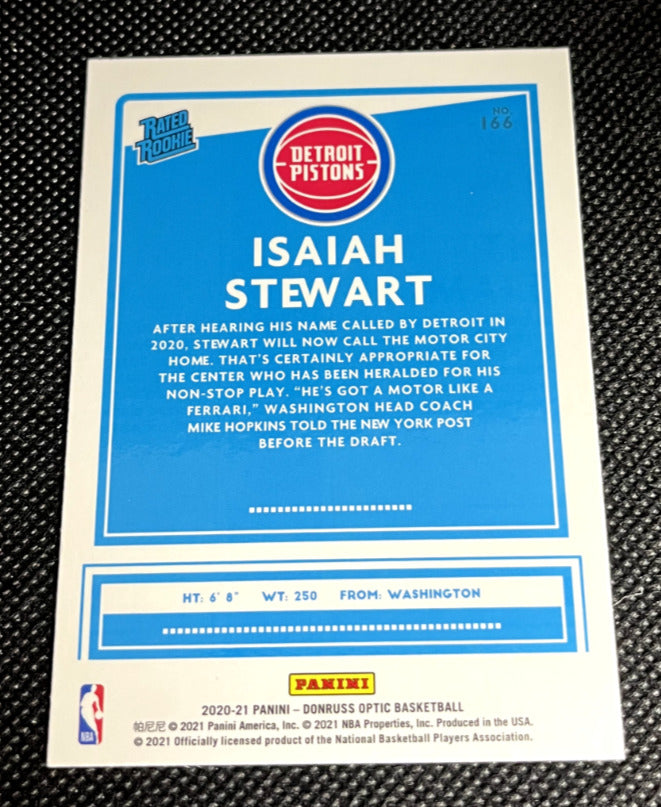 RATED
ROOKIE
NO.
166
DETROIT
PISTONS
ISAIAH
STEWART
AFTER HEARING HIS NAME CALLED BY DETROIT IN
2020, STEWART WILL NOW CALL THE MOTOR CITY
HOME. THAT'S CERTAINLY APPROPRIATE FOR
THE CENTER WHO HAS BEEN HERALDED FOR HIS
NON-STOP PLAY. “HE'S GOT A MOTOR LIKE A
FERRARI,” WASHINGTON HEAD COACH
MIKE HOPKINS TOLD THE NEW YORK POST
BEFORE THE DRAFT.
HT: 6' 8" WT: 250 FROM: WASHINGTON
PANINI
NBA
2020-21 PANINI – DONRUSS OPTIC BASKETBALL
帕尼尼 © 2021 Panini America, Inc. © 2021 NBA Properties, Inc. Produced in the USA.
© 2021 Officially licensed product of the National Basketball Players Association.